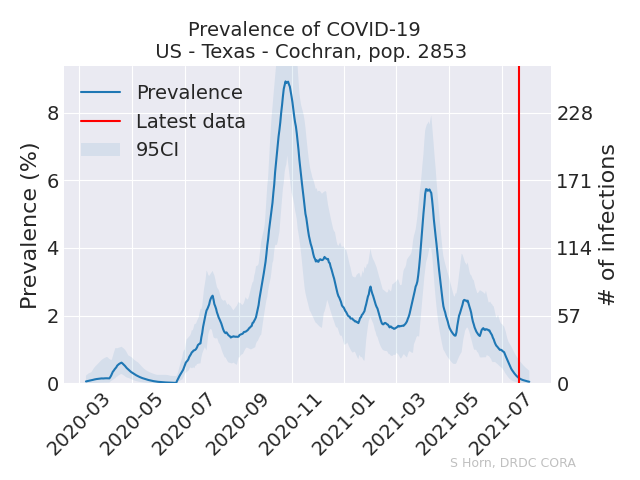 Prevalence of COVID-19
US - Texas - Cochran, pop. 2853
Prevalence
Latest data
95CI
Prevalence (%)
8
6
4
2
0
# of infections
228
171
114
57
0
2020-03
2020-05
2020-07
2020-09
2020-11
2021-01
2021-03
2021-05
2021-07
S Horn, DRDC CORA